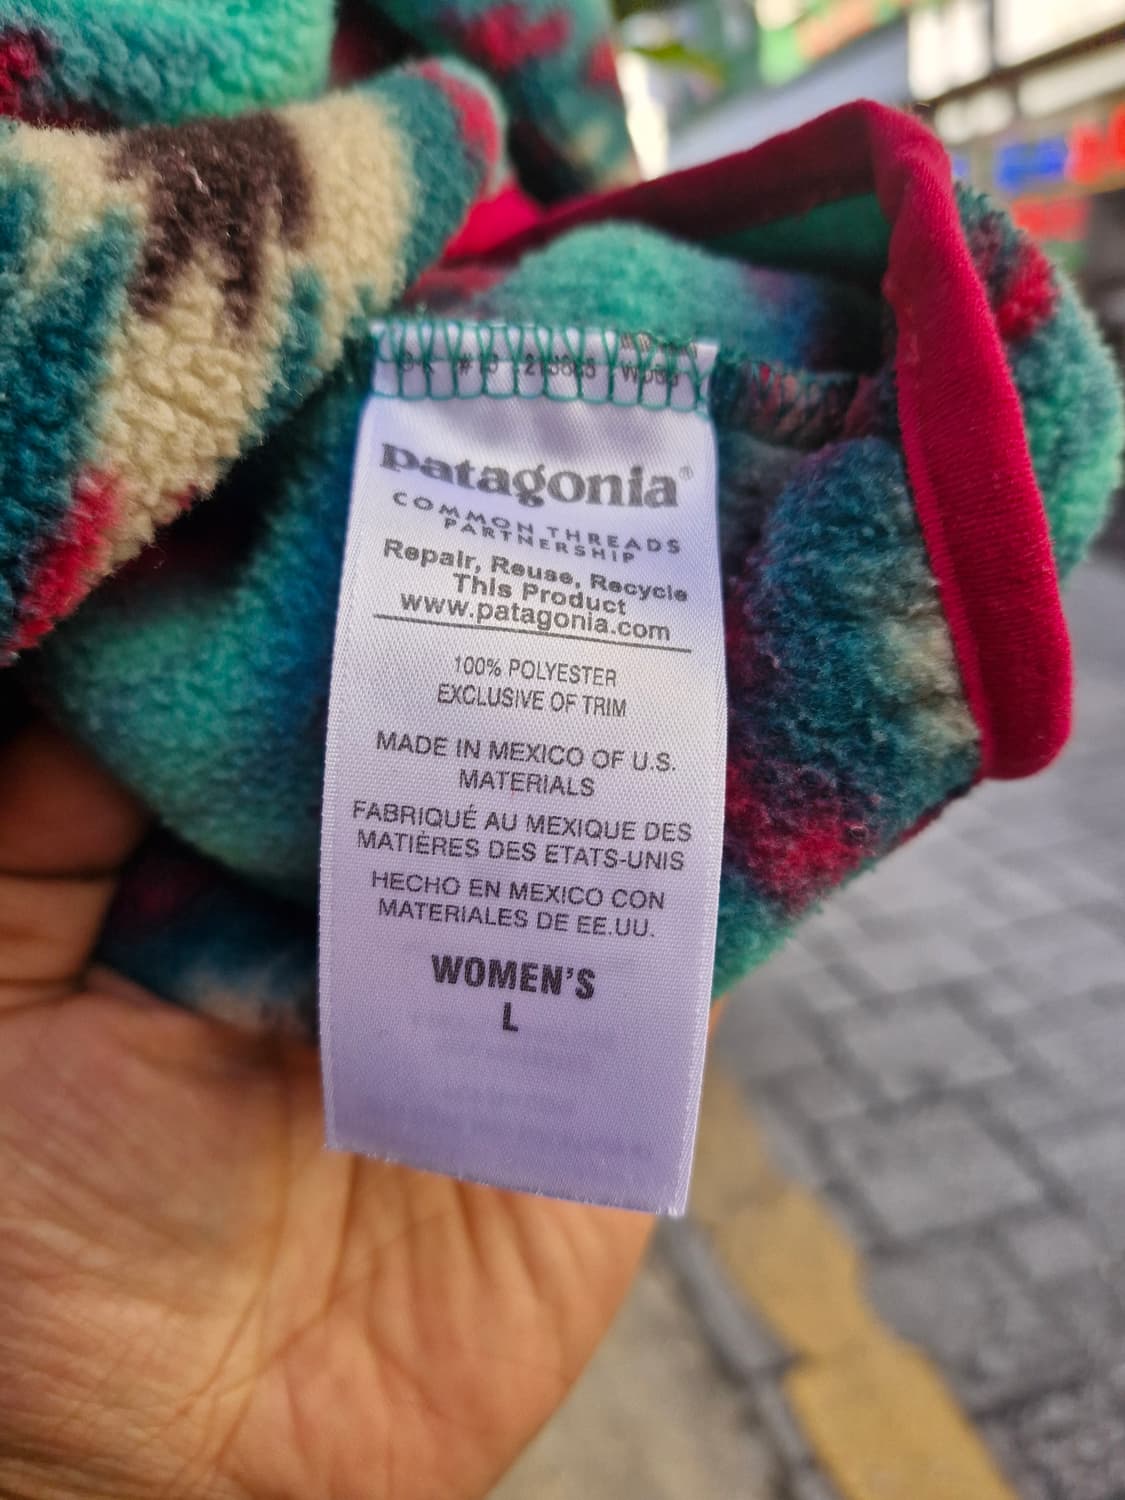 patagonia®
COMMON THREADS
PARTNERSHIP
Repair, Reuse, Recycle
This Product
www.patagonia.com
100% POLYESTER
EXCLUSIVE OF TRIM
MADE IN MEXICO OF U.S.
MATERIALS
FABRIQUÉ AU MEXIQUE DES
MATIÈRES DES ETATS-UNIS
HECHO EN MEXICO CON
MATERIALES DE EE.UU.
WOMEN'S
L